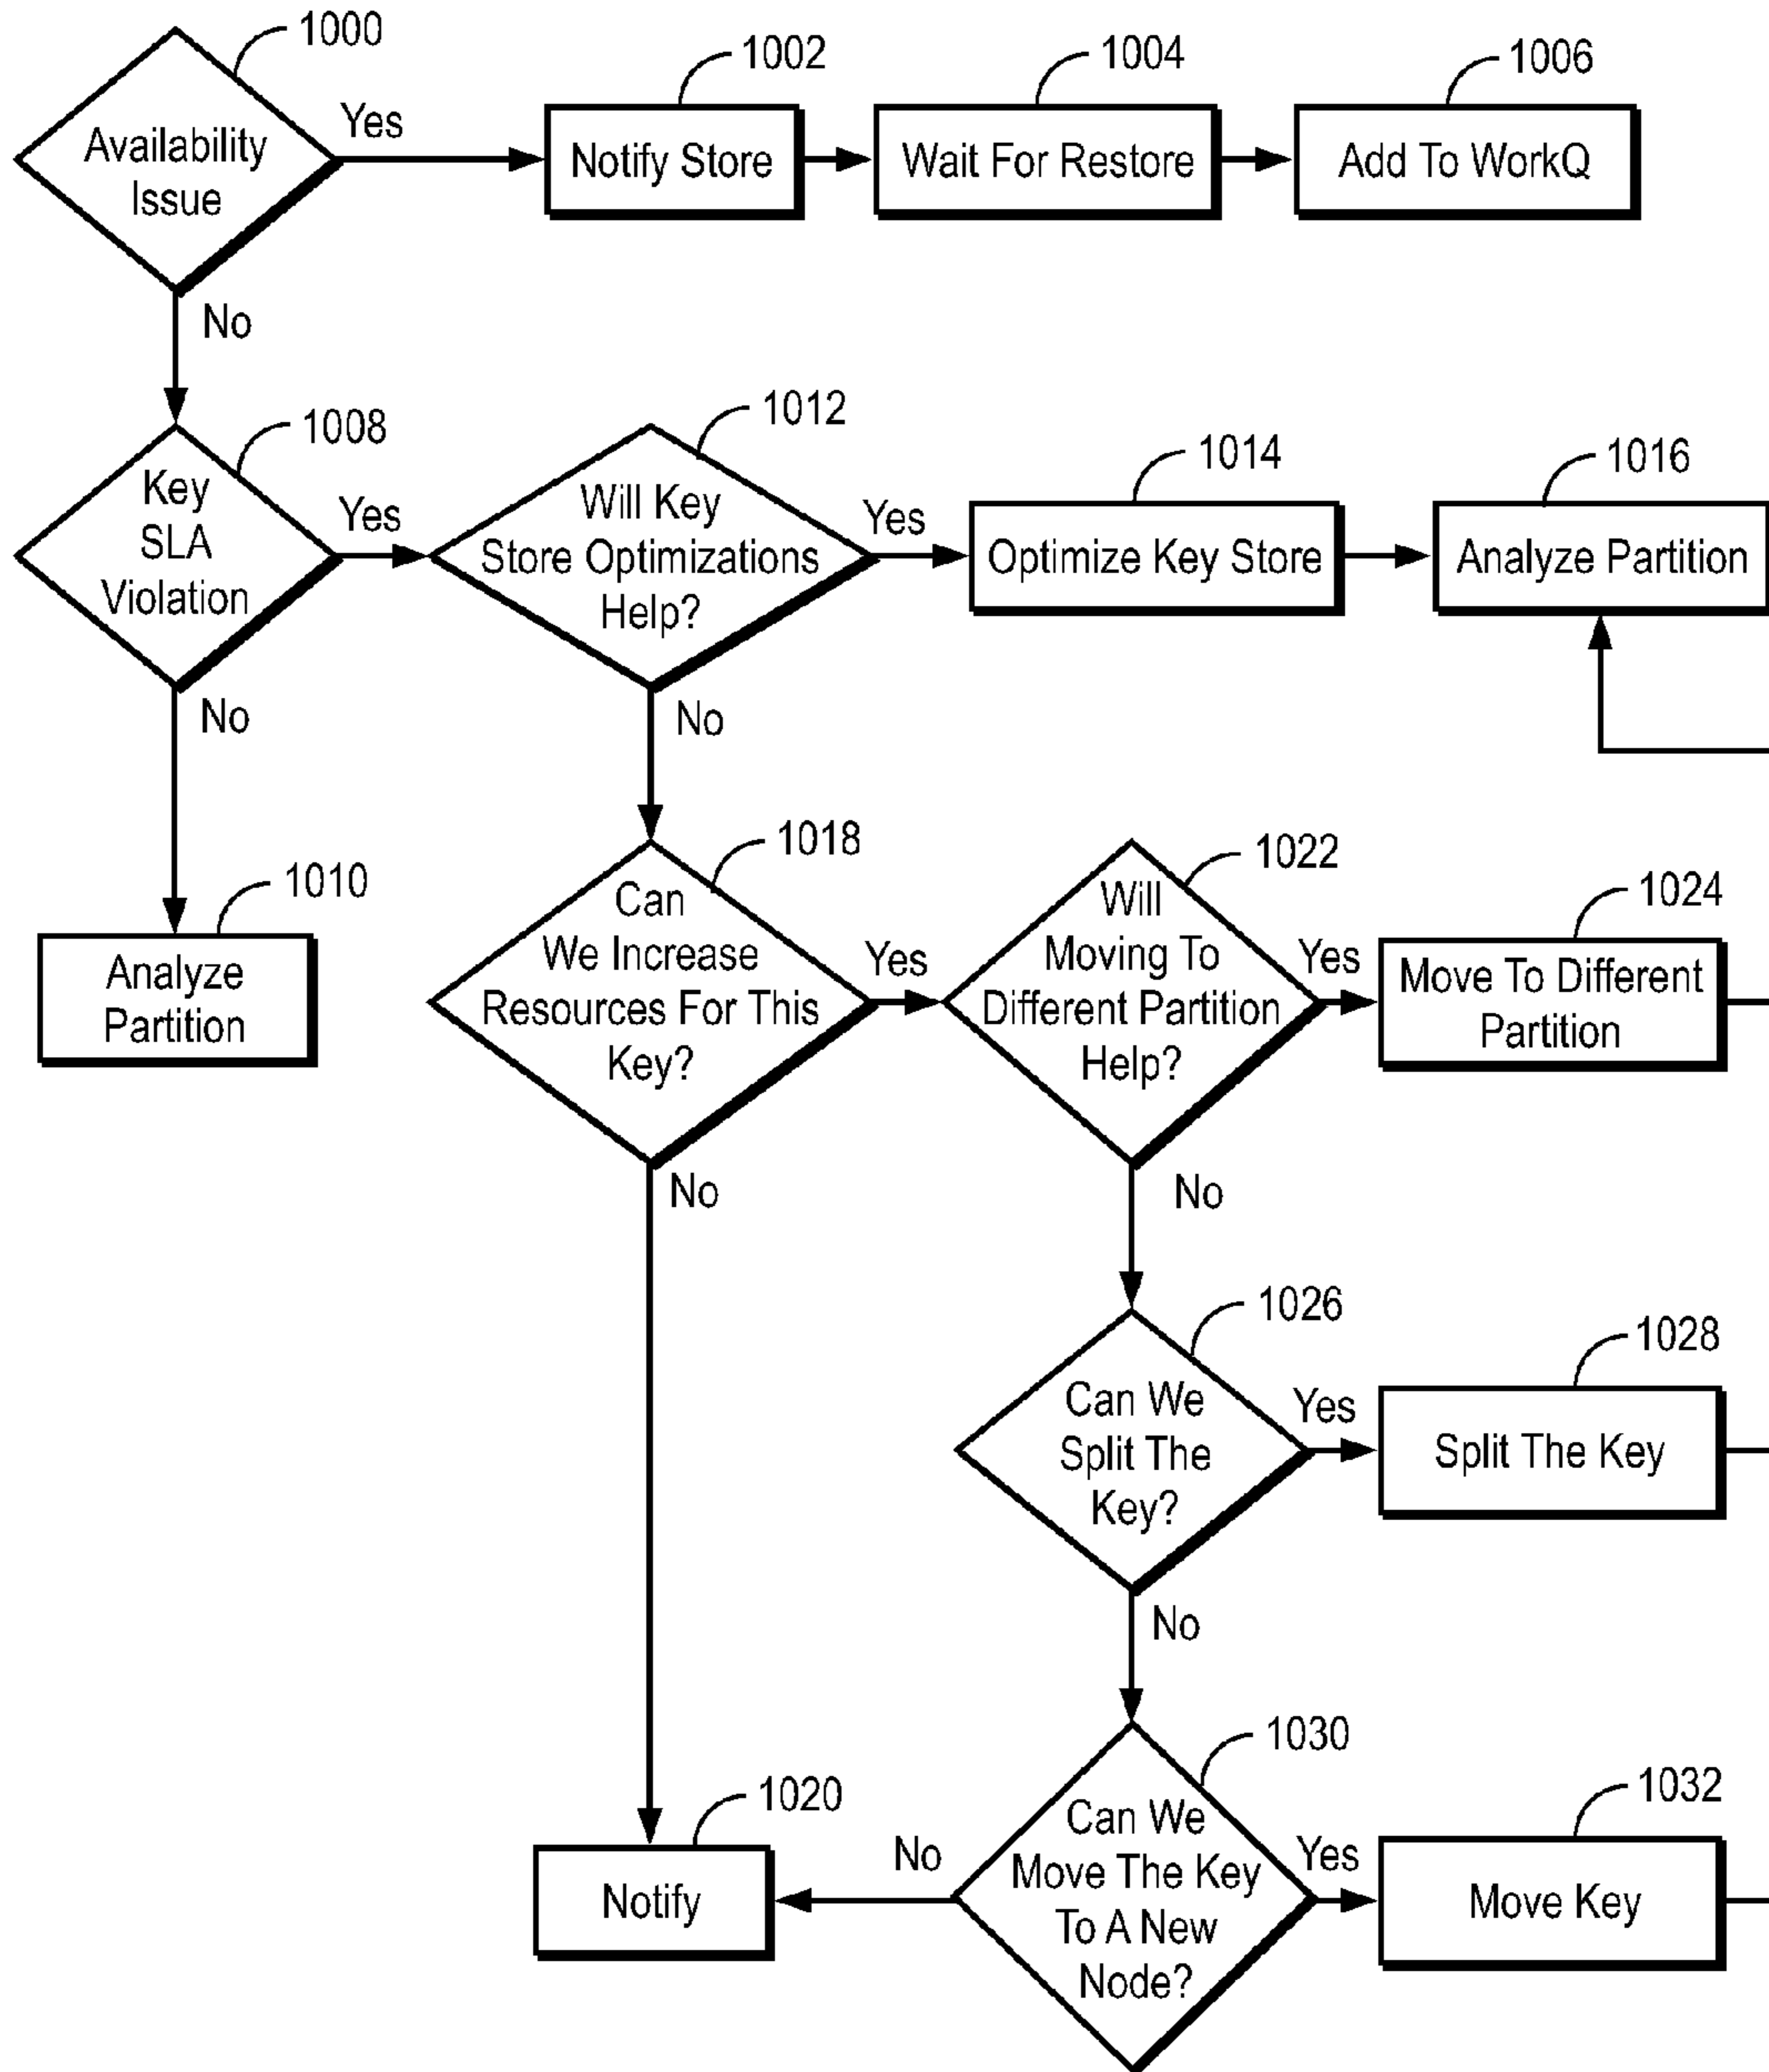 1000
Availability
Issue
Yes
1002
Notify Store
1004
Wait For Restore
1006
Add To WorkQ
No
1008
Key
SLA
Violation
Yes
1012
Will Key
Store Optimizations
Help?
Yes
1014
Optimize Key Store
1016
Analyze Partition
No
No
1010
Analyze
Partition
1018
Can
We Increase
Resources For This
Key?
Yes
1022
Will
Moving To
Different Partition
Help?
Yes
1024
Move To Different
Partition
No
No
1026
Can We
Split The
Key?
Yes
1028
Split The Key
No
1020
Notify
No
1030
Can We
Move The Key
To A New
Node?
Yes
1032
Move Key